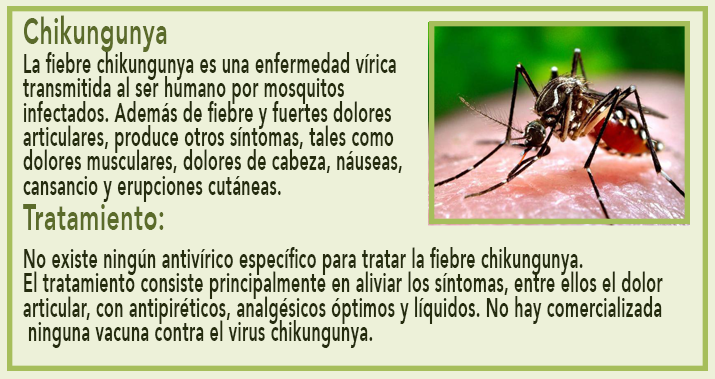 Chikungunya
La fiebre chikungunya es una enfermedad vírica
transmitida al ser humano por mosquitos
infectados. Además de fiebre y fuertes dolores
articulares, produce otros síntomas, tales como
dolores musculares, dolores de cabeza, náuseas,
cansancio y erupciones cutáneas.
Tratamiento:
No existe ningún antivírico específico para tratar la fiebre chikungunya.
El tratamiento consiste principalmente en aliviar los síntomas, entre ellos el dolor
articular, con antipiréticos, analgésicos óptimos y líquidos. No hay comercializada
ninguna vacuna contra el virus chikungunya.